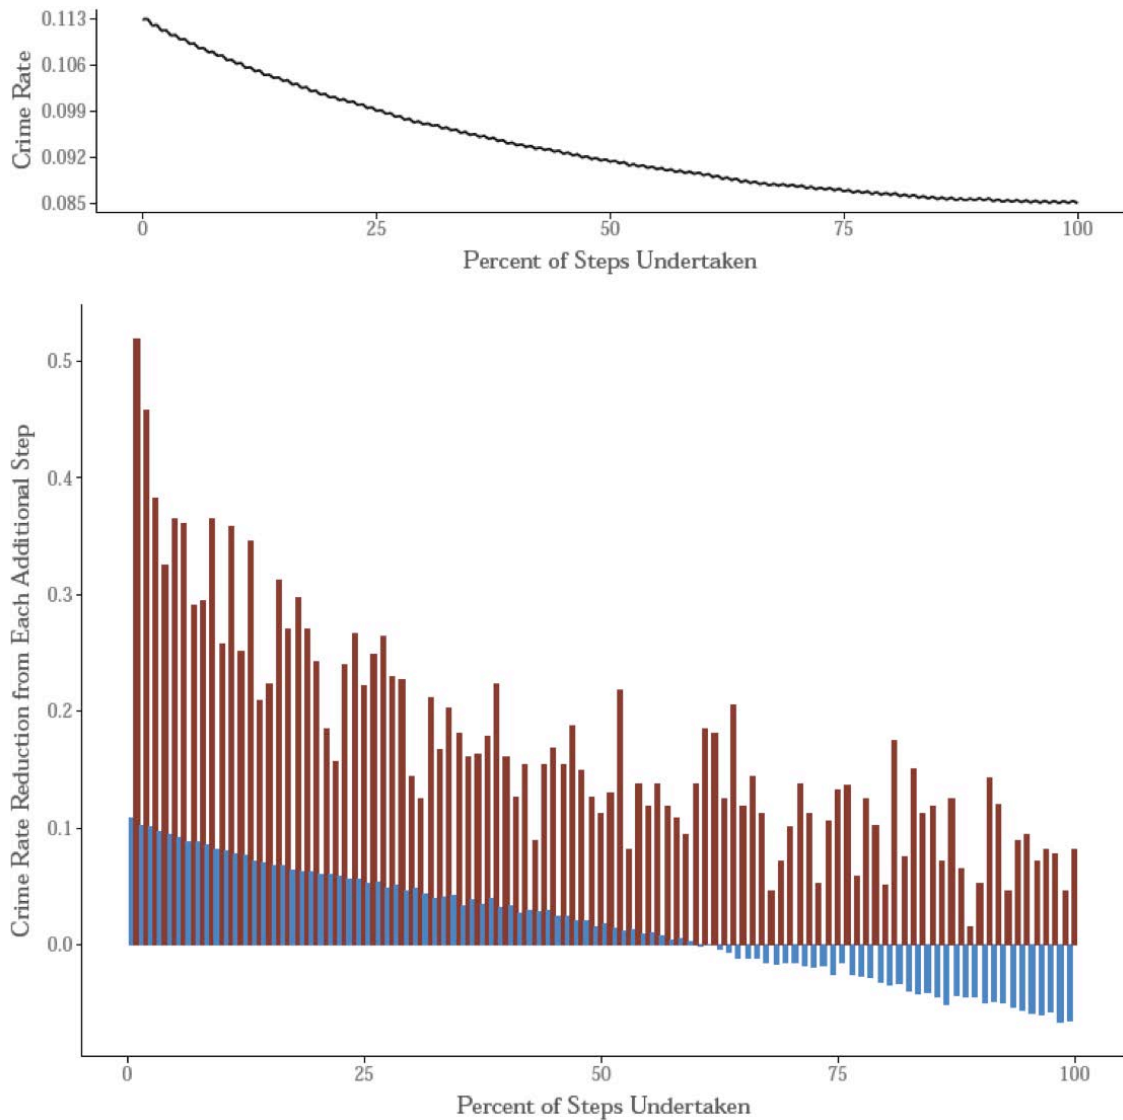 Crime Rate
0.113
0.106
0.099
0.092
0.085
0 25 50 75 100
Percent of Steps Undertaken
Crime Rate Reduction from Each Additional Step
0.5
0.4
0.3
0.2
0.1
0.0
0 25 50 75 100
Percent of Steps Undertaken